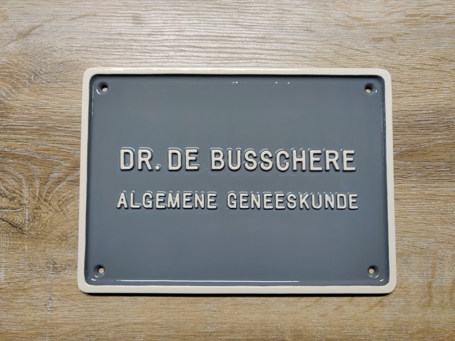 DR. DE BUSSCHERE
ALGEMENE GENEESKUNDE